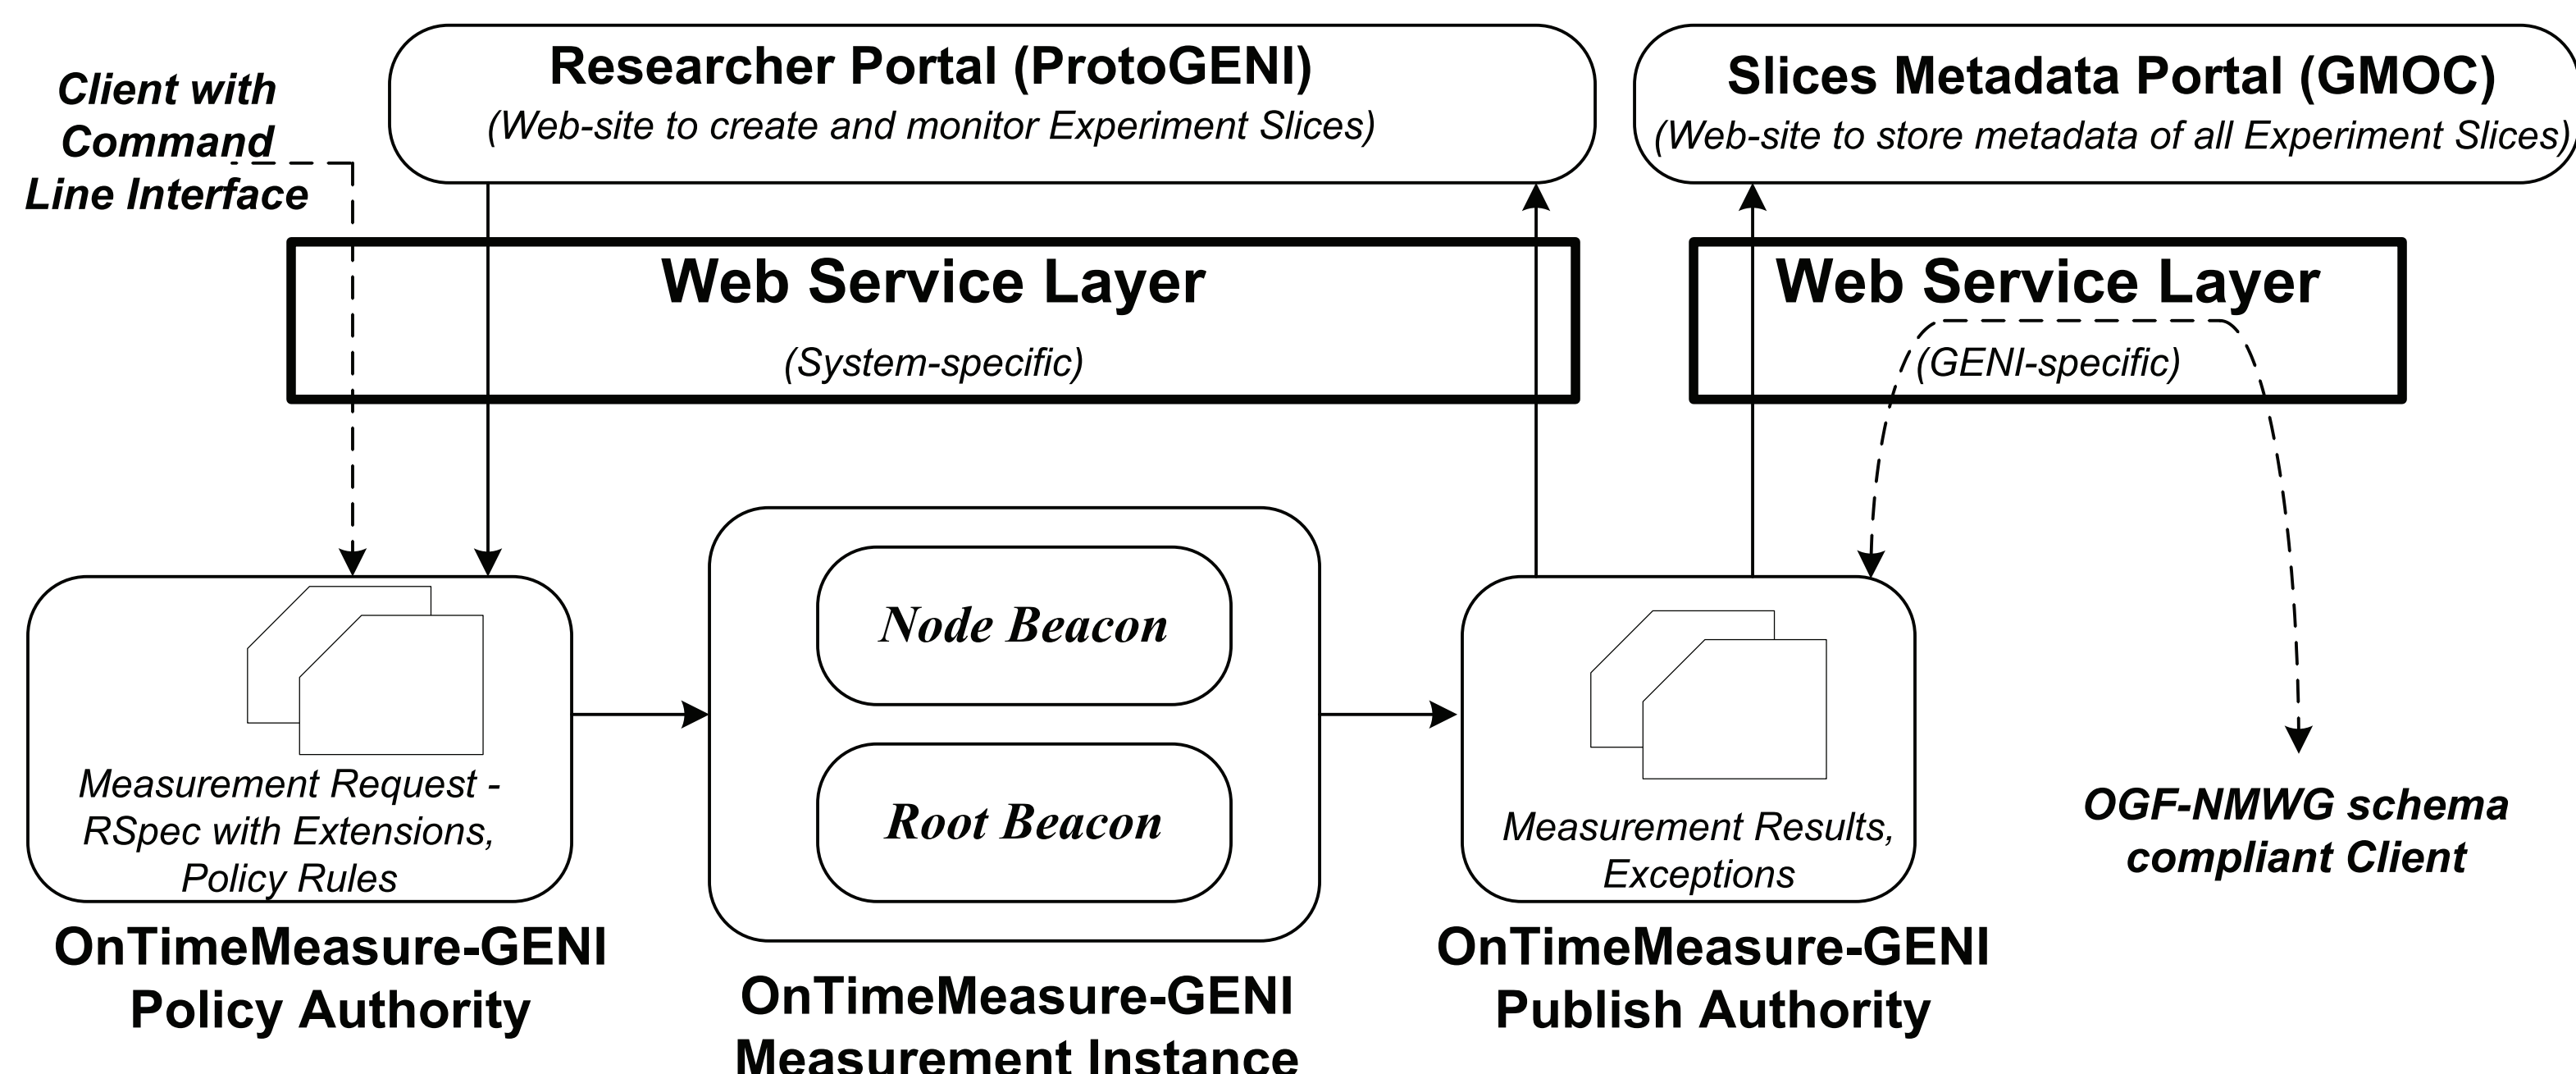 Client with
Command
Line Interface
Researcher Portal (ProtoGENI)
(Web-site to create and monitor Experiment Slices)
Slices Metadata Portal (GMOC)
(Web-site to store metadata of all Experiment Slices)
Web Service Layer
(System-specific)
Web Service Layer
(GENI-specific)
Measurement Request -
RSpec with Extensions,
Policy Rules
OnTimeMeasure-GENI
Policy Authority
Node Beacon
Root Beacon
OnTimeMeasure-GENI
Measurement Instance
Measurement Results,
Exceptions
OnTimeMeasure-GENI
Publish Authority
OGF-NMWG schema
compliant Client